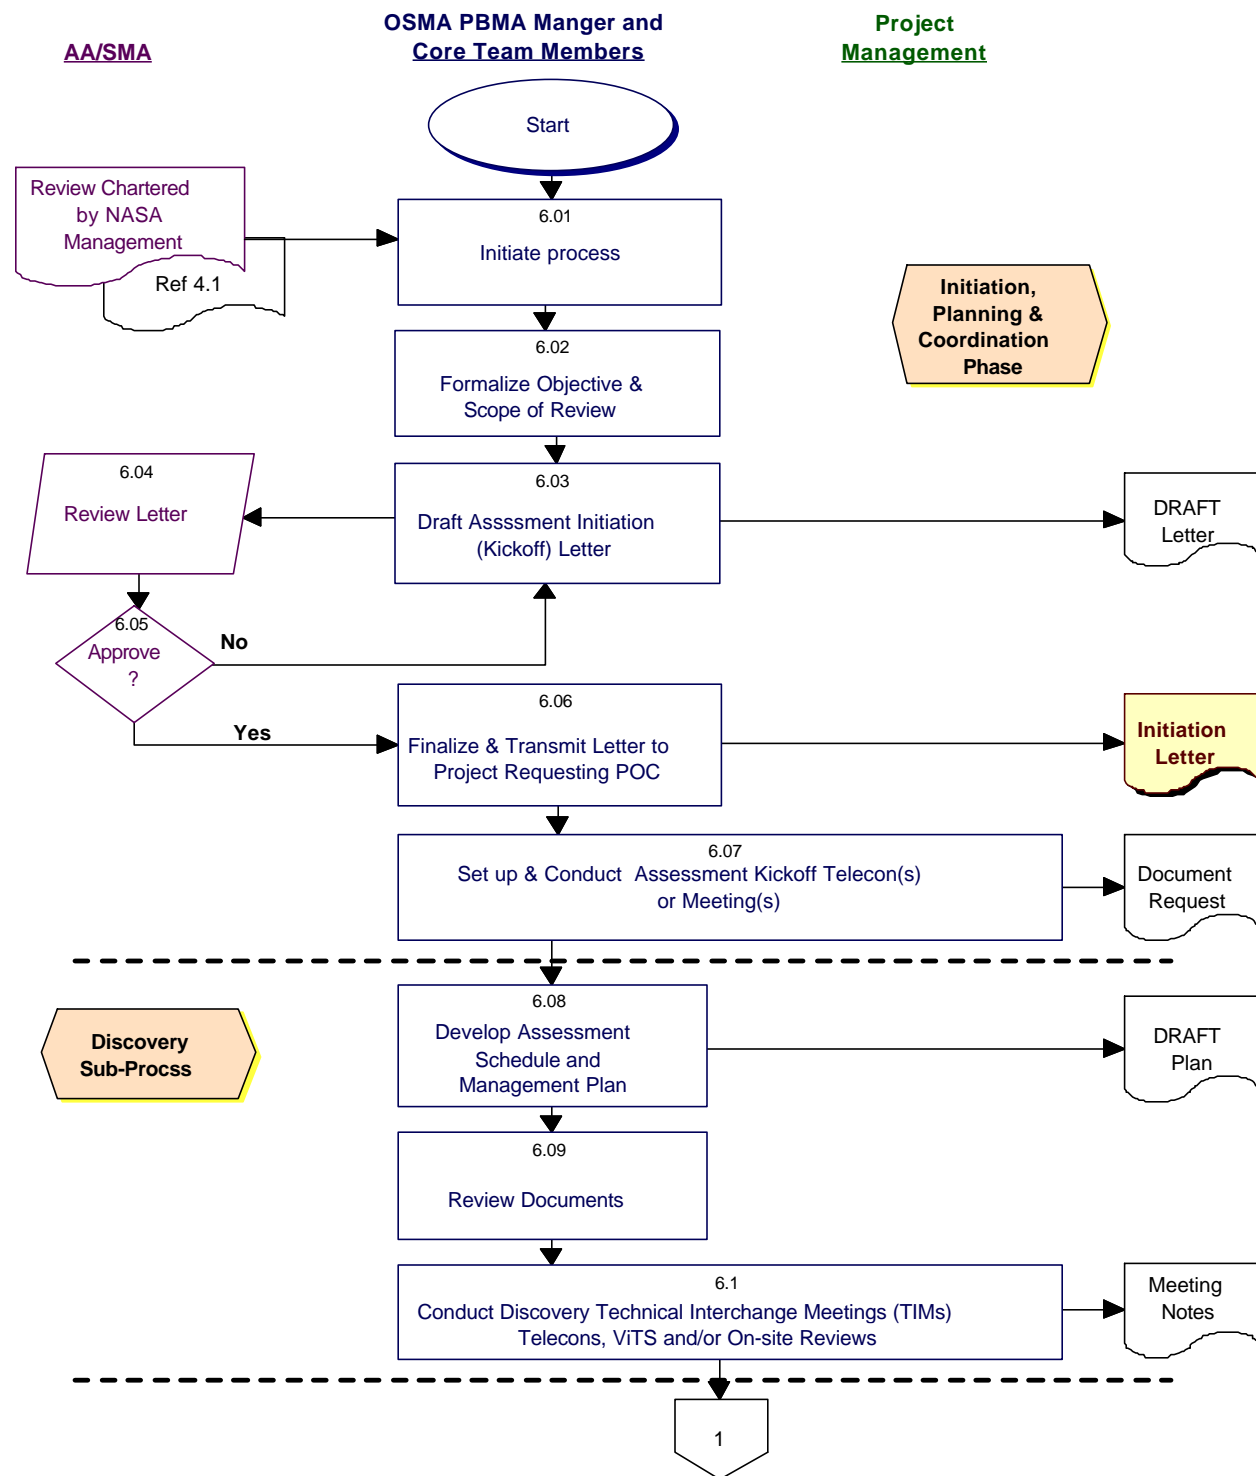 OSMA PBMA Manger and
Core Team Members
AA/SMA
Project
Management
Start
Review Chartered
by NASA
Management
Ref 4.1
6.01
Initiate process
Initiation,
Planning &
Coordination
Phase
6.02
Formalize Objective &
Scope of Review
6.04
Review Letter
6.03
Draft Asssment Initiation
(Kickoff) Letter
DRAFT
Letter
6.05
Approve
?
No
Yes
6.06
Finalize & Transmit Letter to
Project Requesting POC
Initiation
Letter
6.07
Set up & Conduct Assessment Kickoff Telecon(s)
or Meeting(s)
Document
Request
Discovery
Sub-Procss
6.08
Develop Assessment
Schedule and
Management Plan
DRAFT
Plan
6.09
Review Documents
6.1
Conduct Discovery Technical Interchange Meetings (TIMs)
Telecons, ViTS and/or On-site Reviews
Meeting
Notes
1